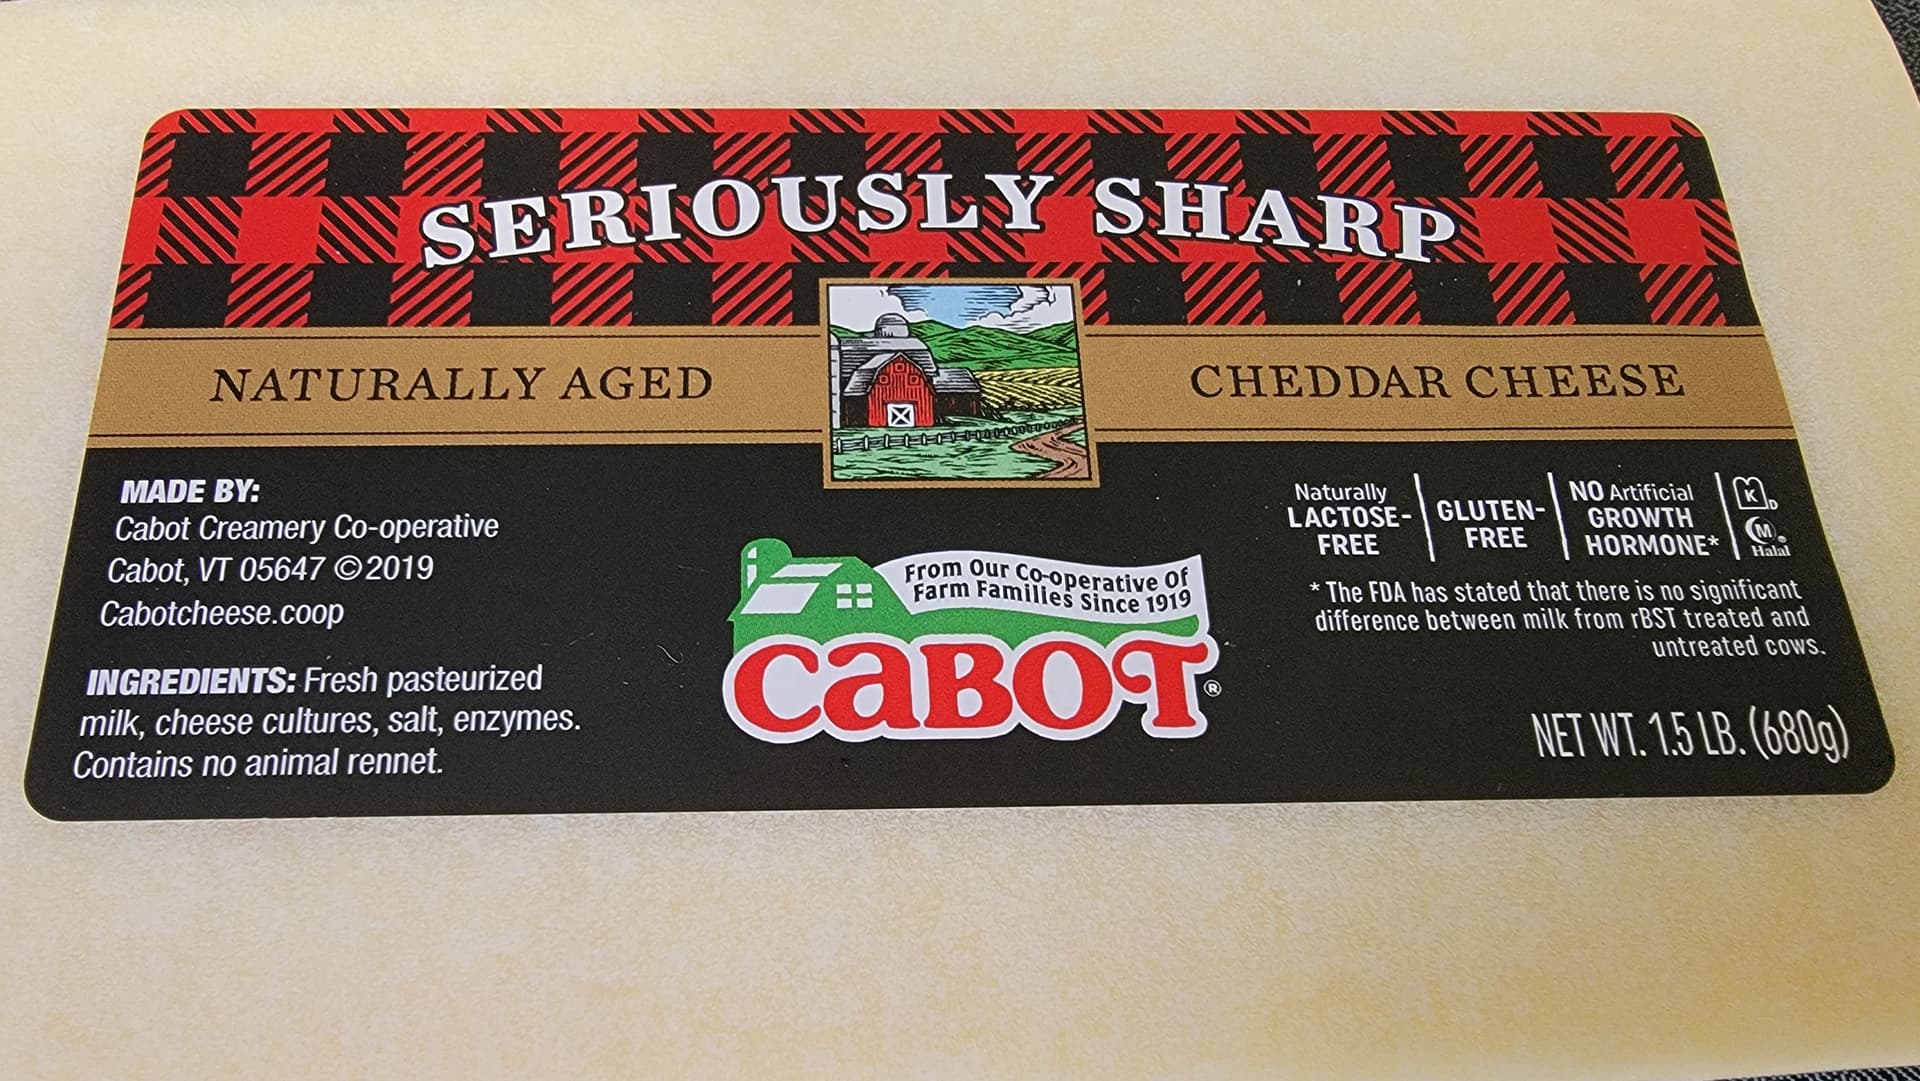 SERIOUSLY SHARP
NATURALLY AGED
CHEDDAR CHEESE
MADE BY:
Cabot Creamery Co-operative
Cabot, VT 05647 ©2019
Cabotcheese.coop
INGREDIENTS: Fresh pasteurized
milk, cheese cultures, salt, enzymes.
Contains no animal rennet.
From Our Co-operative Of
Farm Families Since 1919
CABOT®
Naturally
LACTOSE-
FREE
GLUTEN-
FREE
NO Artificial
GROWTH
HORMONE*
K D
M
Halal
* The FDA has stated that there is no significant
difference between milk from rBST treated and
untreated cows.
NET WT. 1.5 LB. (680g)